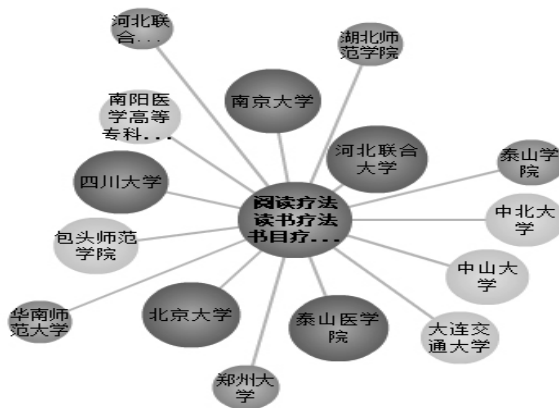 河北联
合...
湖北师
范学院
南阳医
学高等
专科...
南京大学
河北联合
大学
泰山学
院
四川大学
阅读疗法
读书疗法
书目疗...
中北大
学
包头师范
学院
中山大
学
华南师
范大学
北京大学
泰山医学
院
大连交
通大学
郑州大
学